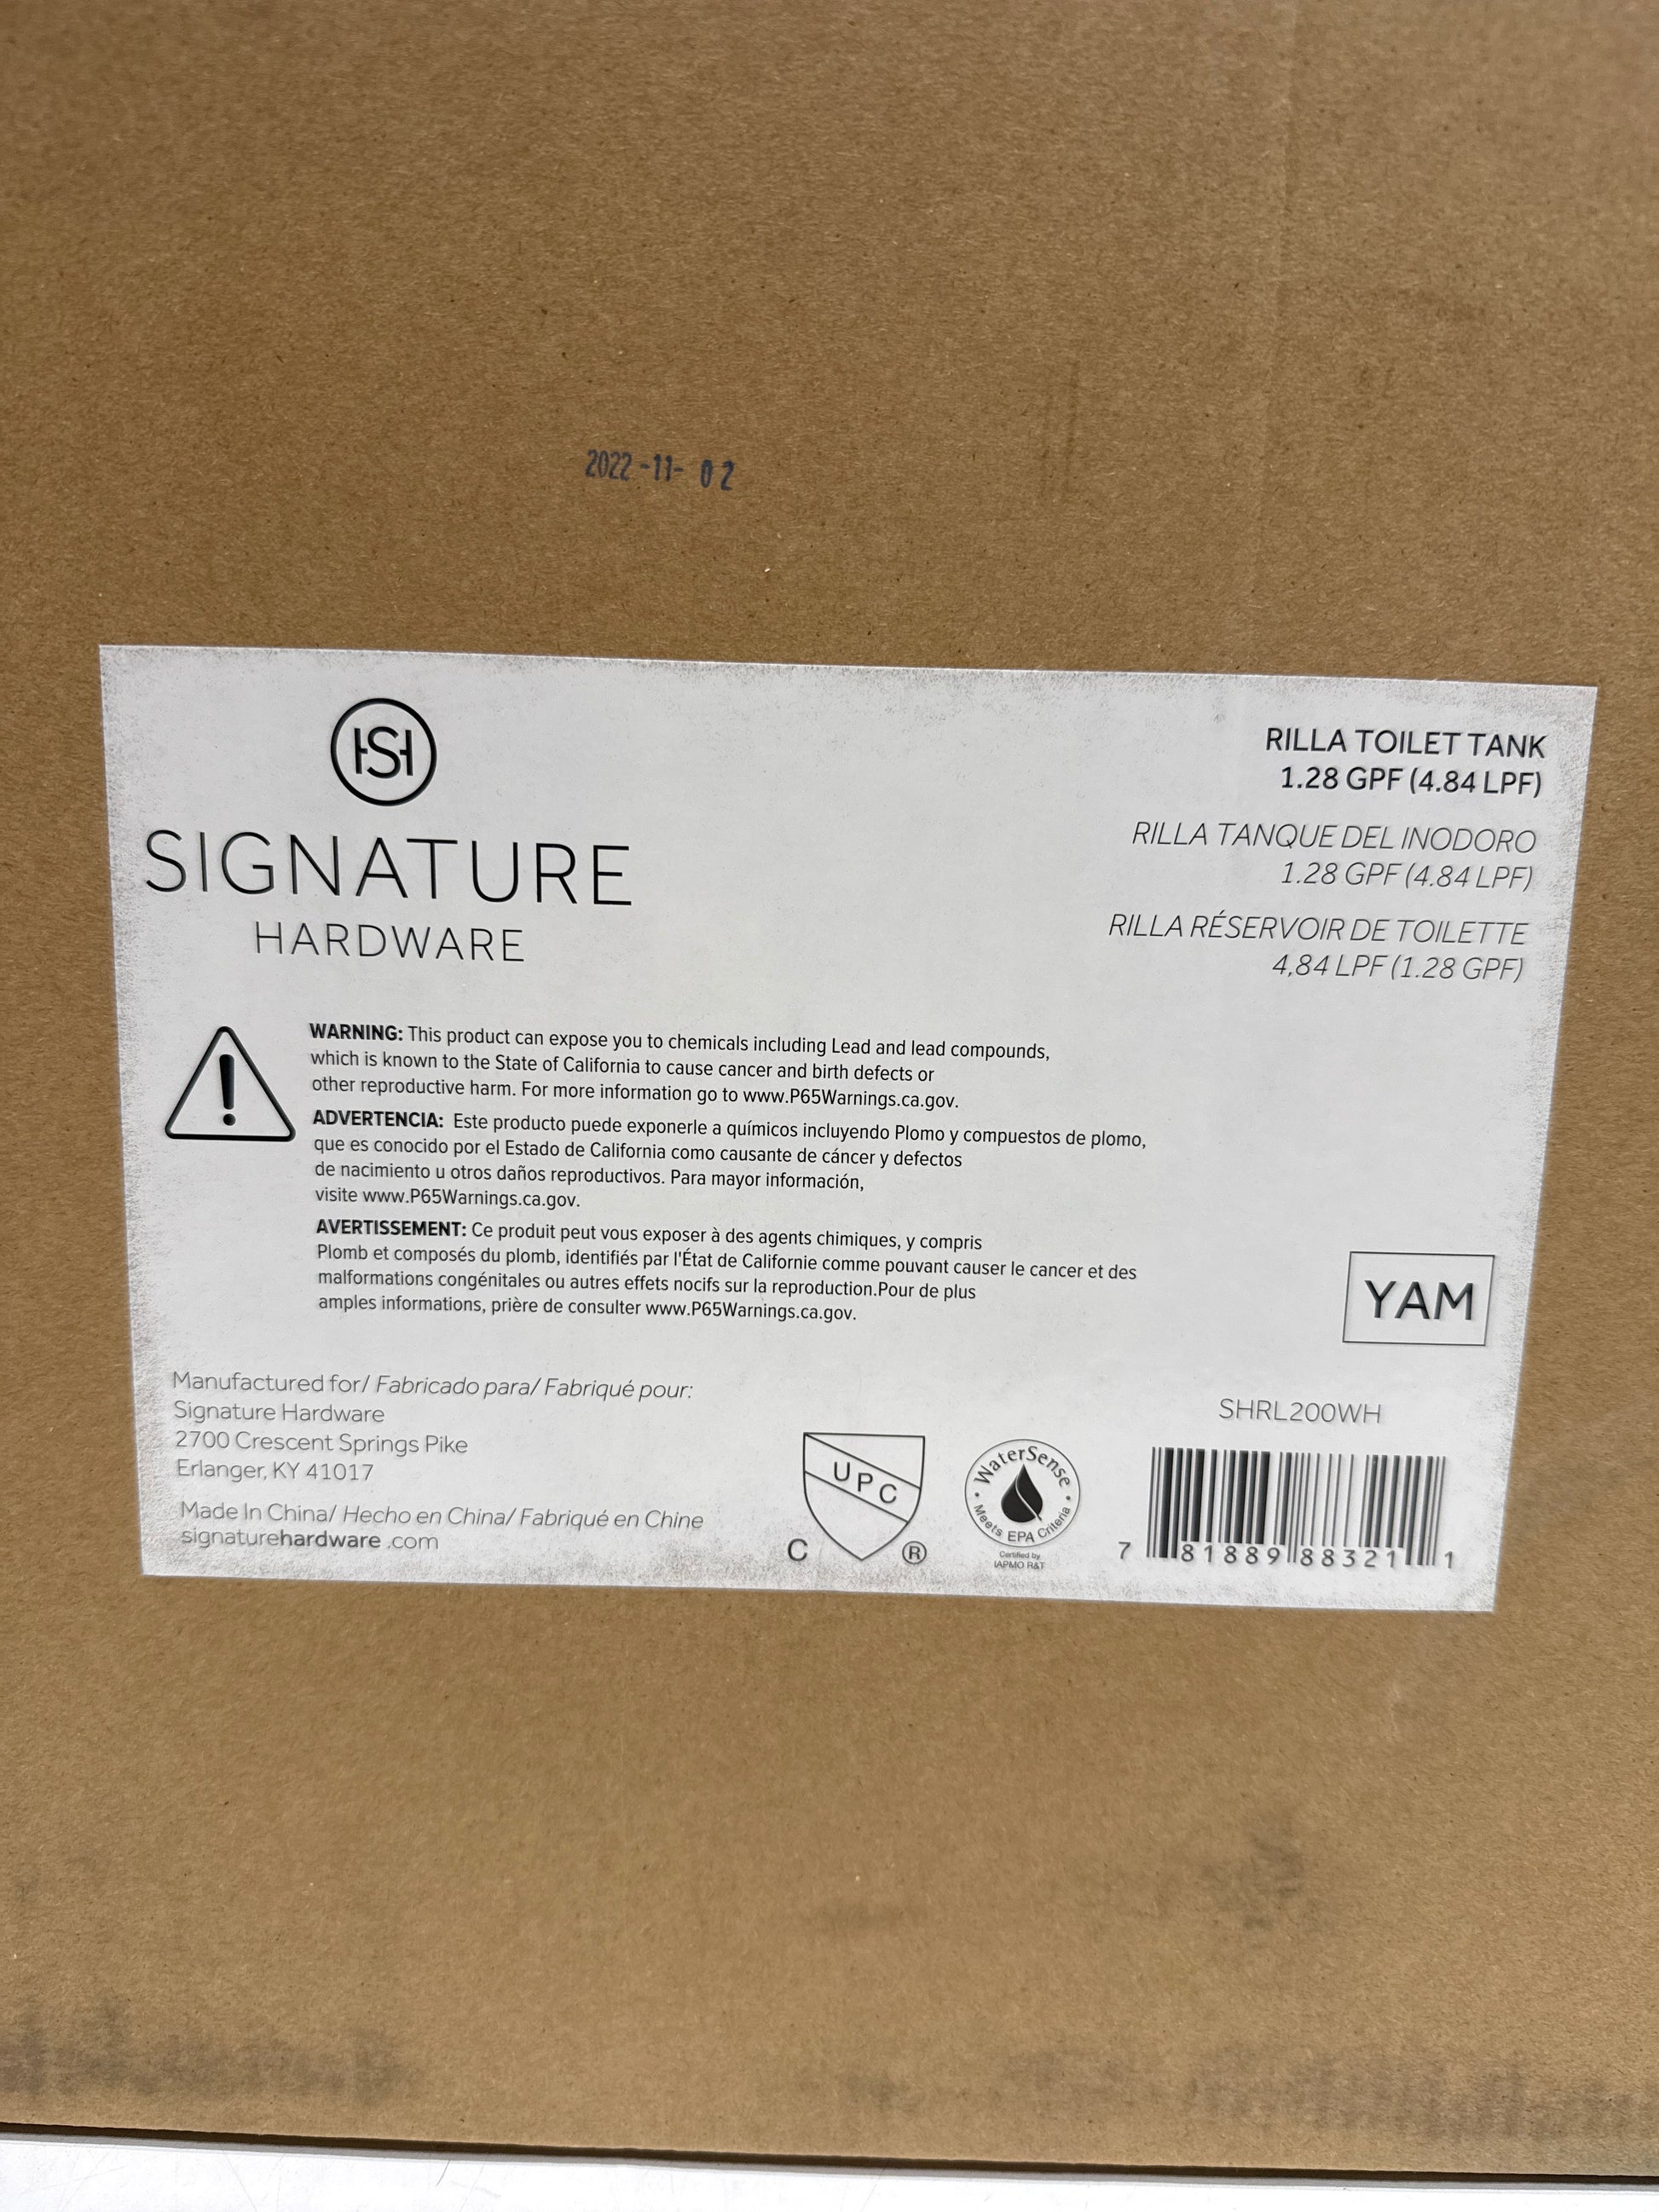 2022-11-02
HS
SIGNATURE
HARDWARE
RILLA TOILET TANK
1.28 GPF (4.84 LPF)
RILLA TANQUE DEL INODORO
1.28 GPF (4.84 LPF)
RILLA RÉSERVOIR DE TOILETTE
4,84 LPF (1.28 GPF)
WARNING: This product can expose you to chemicals including Lead and lead compounds,
which is known to the State of California to cause cancer and birth defects or
other reproductive harm. For more information go to www.P65Warnings.ca.gov.
ADVERTENCIA: Este producto puede exponerle a químicos incluyendo Plomo y compuestos de plomo,
que es conocido por el Estado de California como causante de cáncer y defectos
de nacimiento u otros daños reproductivos. Para mayor información,
visite www.P65Warnings.ca.gov.
AVERTISSEMENT: Ce produit peut vous exposer à des agents chimiques, y compris
Plomb et composés du plomb, identifiés par l'État de Californie comme pouvant causer le cancer et des
malformations congénitales ou autres effets nocifs sur la reproduction.Pour de plus
amples informations, prière de consulter www.P65Warnings.ca.gov.
YAM
Manufactured for/ Fabricado para/ Fabriqué pour:
Signature Hardware
2700 Crescent Springs Pike
Erlanger, KY 41017
Made In China/ Hecho en China/ Fabriqué en Chine
signaturehardware .com
UPC
C ®
WaterSense
Meets EPA Criteria
Certified by
IAPMO R&T
SHRL200WH
7 81889 88321 1